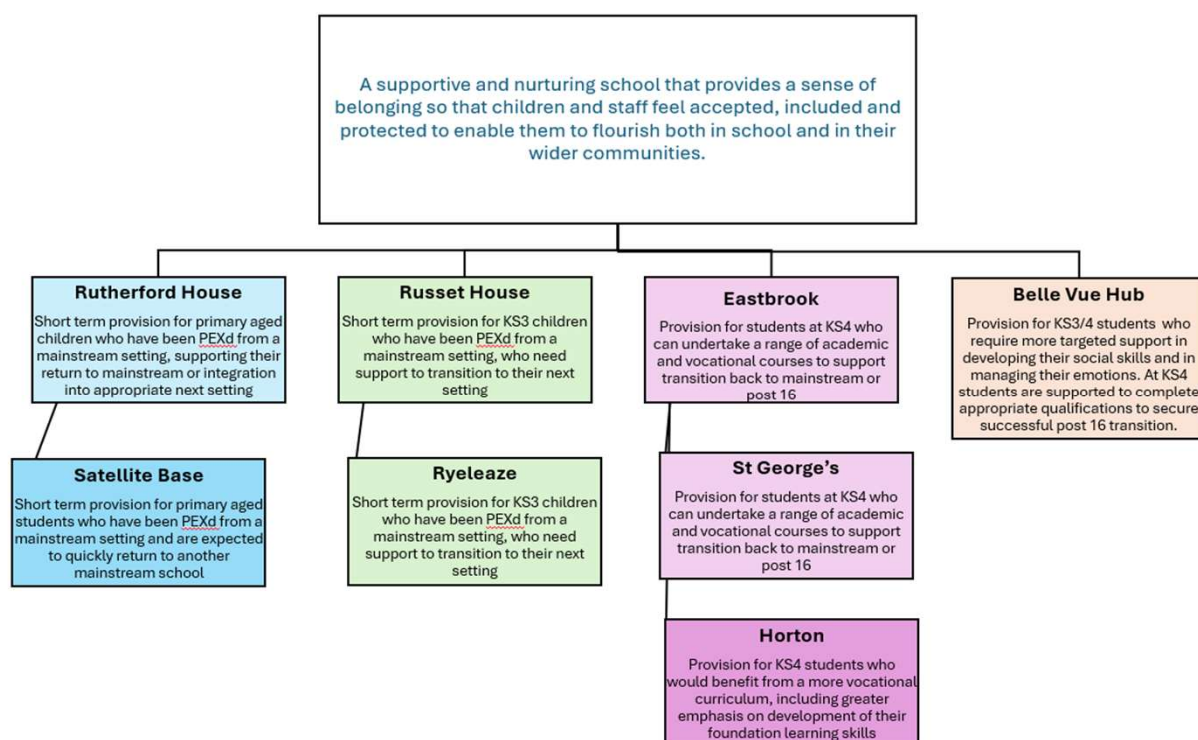 A supportive and nurturing school that provides a sense of
belonging so that children and staff feel accepted, included and
protected to enable them to flourish both in school and in their
wider communities.
Rutherford House
Short term provision for primary aged
children who have been PEXd from a
mainstream setting, supporting their
return to mainstream or integration
into appropriate next setting
Satellite Base
Short term provision for primary aged
students who have been PEXd from a
mainstream setting and are expected
to quickly return to another
mainstream school
Russet House
Short term provision for KS3 children
who have been PEXd from a
mainstream setting, who need
support to transition to their next
setting
Ryeleaze
Short term provision for KS3 children
who have been PEXd from a
mainstream setting, who need
support to transition to their next
setting
Eastbrook
Provision for students at KS4 who
can undertake a range of academic
and vocational courses to support
transition back to mainstream or
post 16
St George’s
Provision for students at KS4 who
can undertake a range of academic
and vocational courses to support
transition back to mainstream or
post 16
Horton
Provision for KS4 students who
would benefit from a more vocational
curriculum, including greater
emphasis on development of their
foundation learning skills
Belle Vue Hub
Provision for KS3/4 students who
require more targeted support in
developing their social skills and in
managing their emotions. At KS4
students are supported to complete
appropriate qualifications to secure
successful post 16 transition.